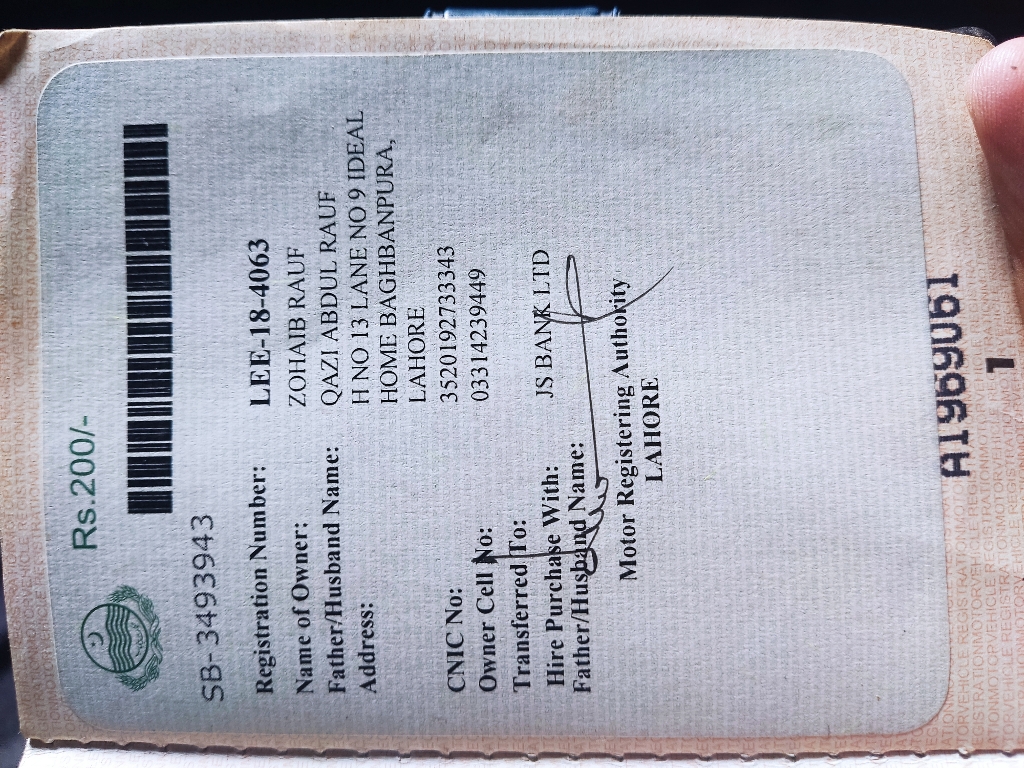 Rs.200/-
SB-3493943
Registration Number: LEE-18-4063
Name of Owner: ZOHAIB RAUF
Father/Husband Name: QAZI ABDUL RAUF
Address: H NO 13 LANE NO 9 IDEAL
HOME BAGHBANPURA,
LAHORE
CNIC No: 3520192733343
Owner Cell No: 03314239449
Transferred To:
Hire Purchase With: JS BANK LTD
Father/Husband Name:
Motor Registering Authority
LAHORE
A1969061
1